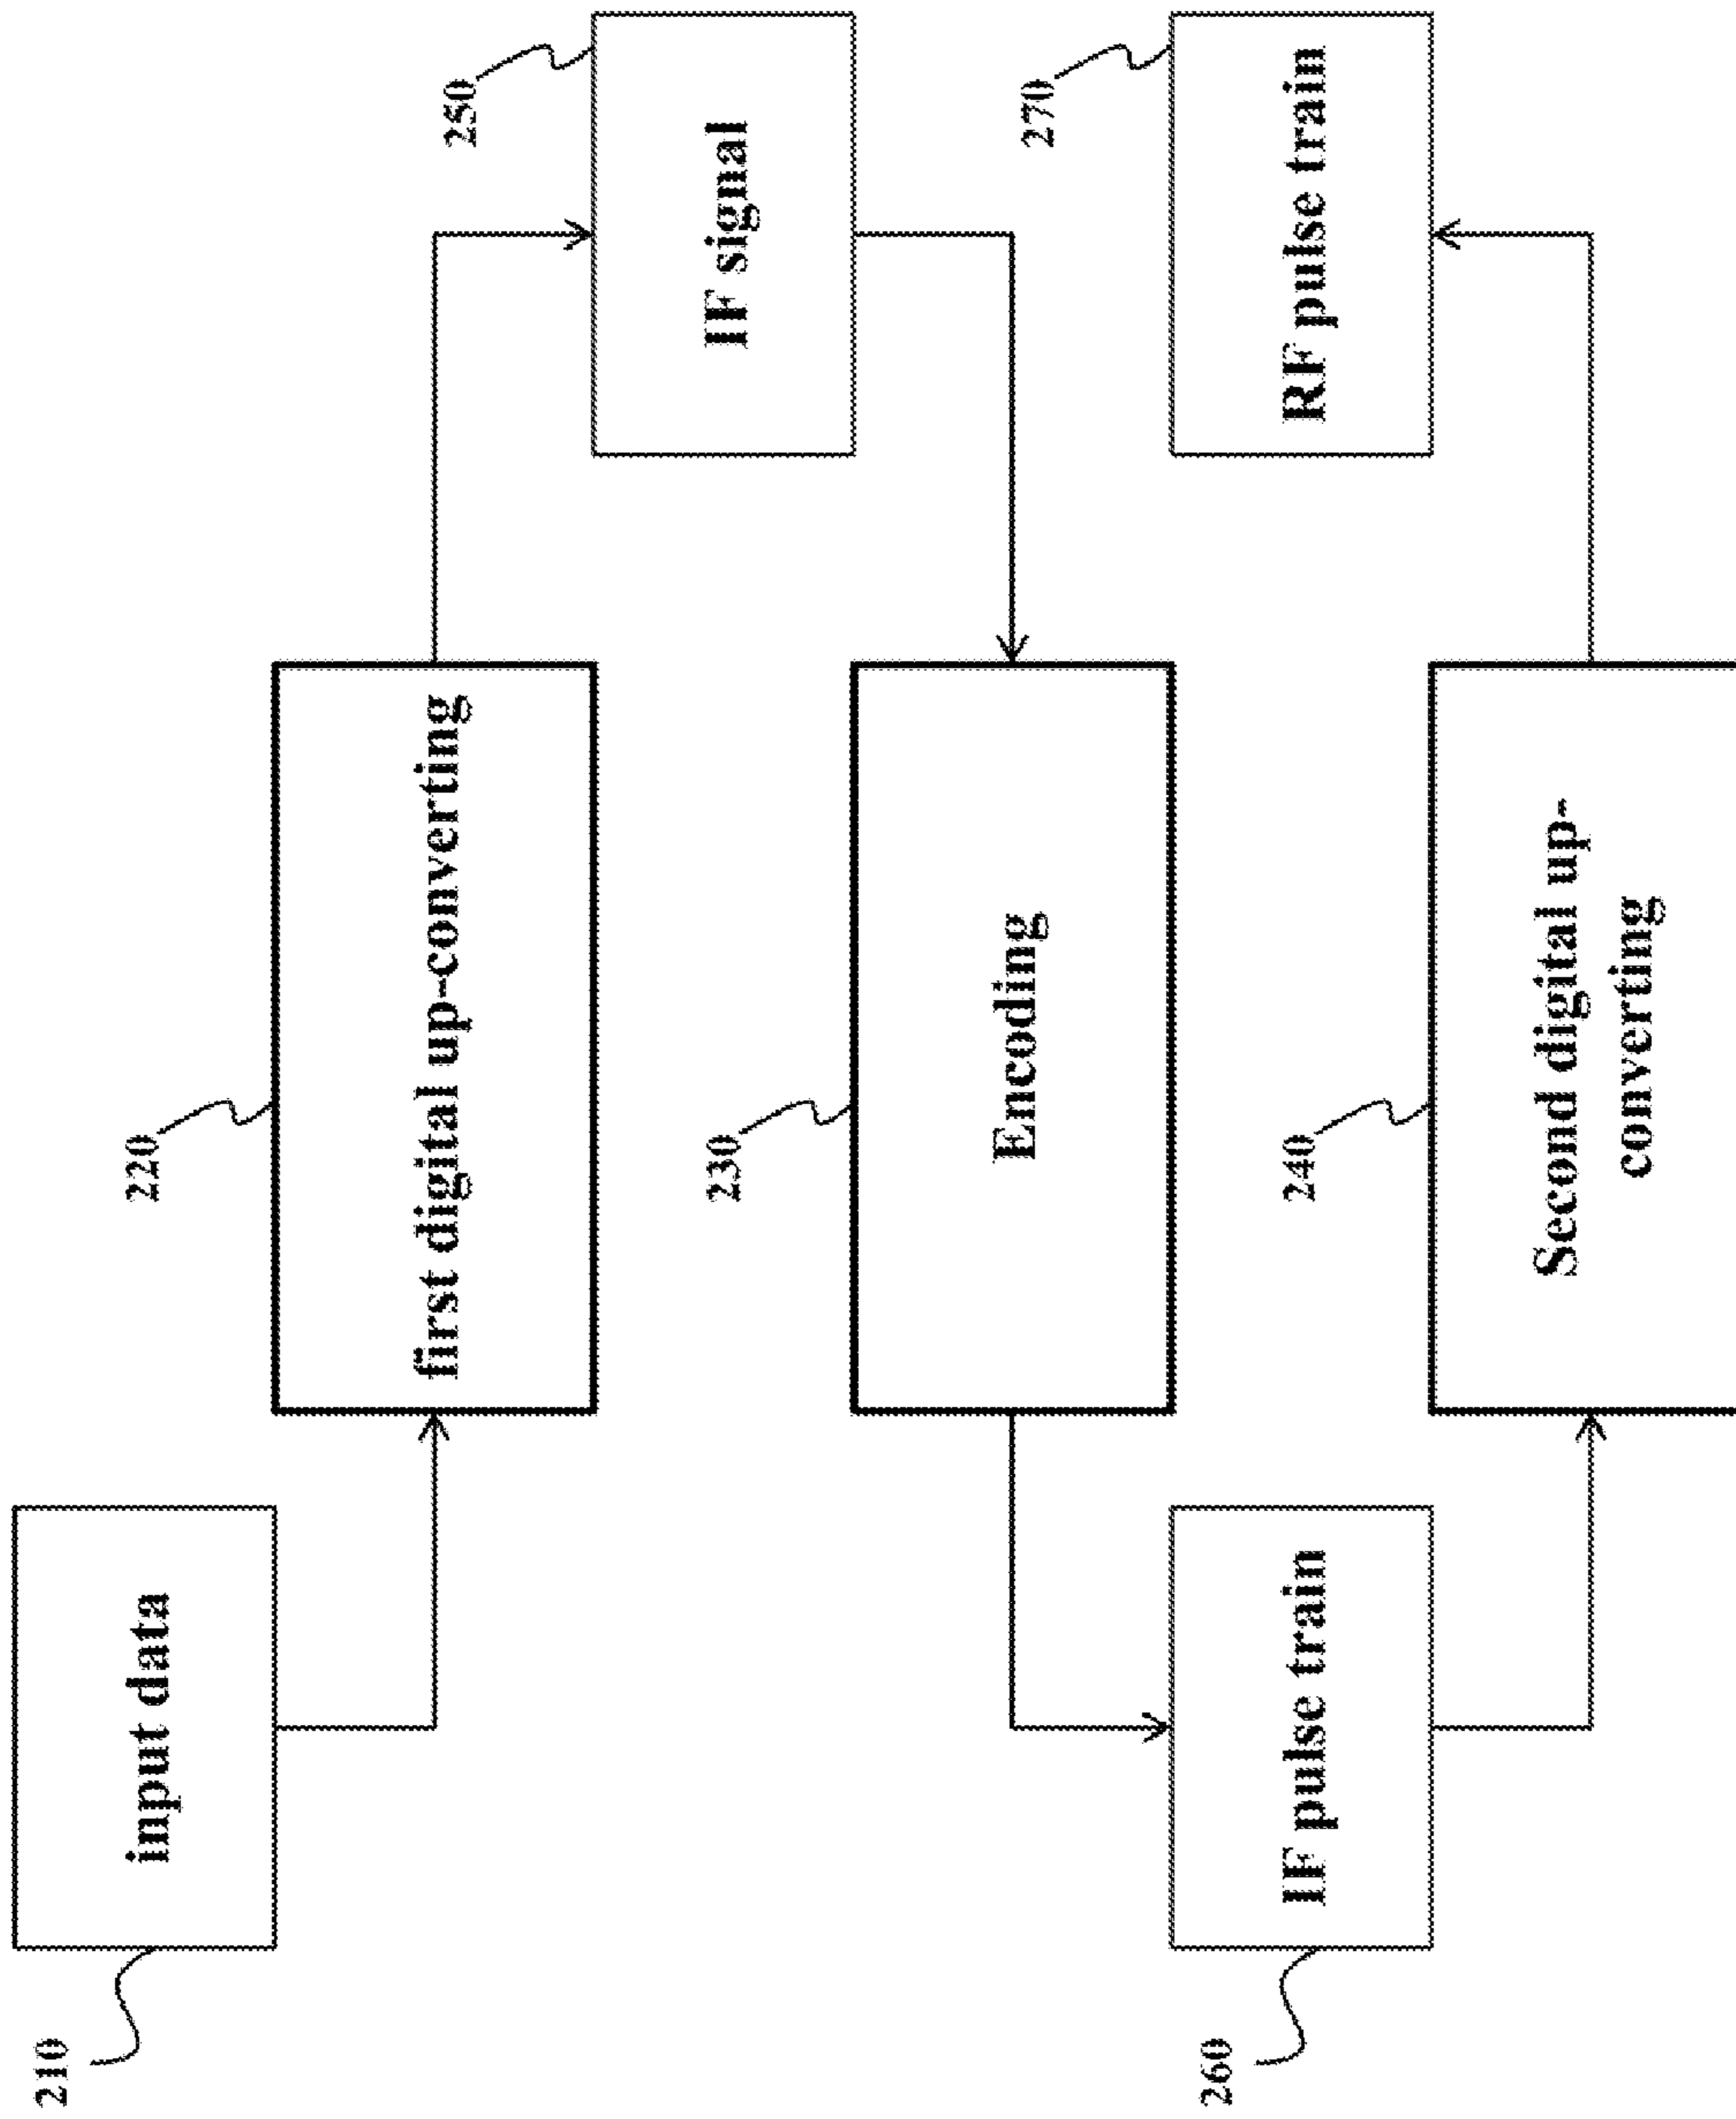 210
input data
220
first digital up-converting
250
IF signal
230
Encoding
260
IF pulse train
240
Second digital up-
converting
270
RF pulse train